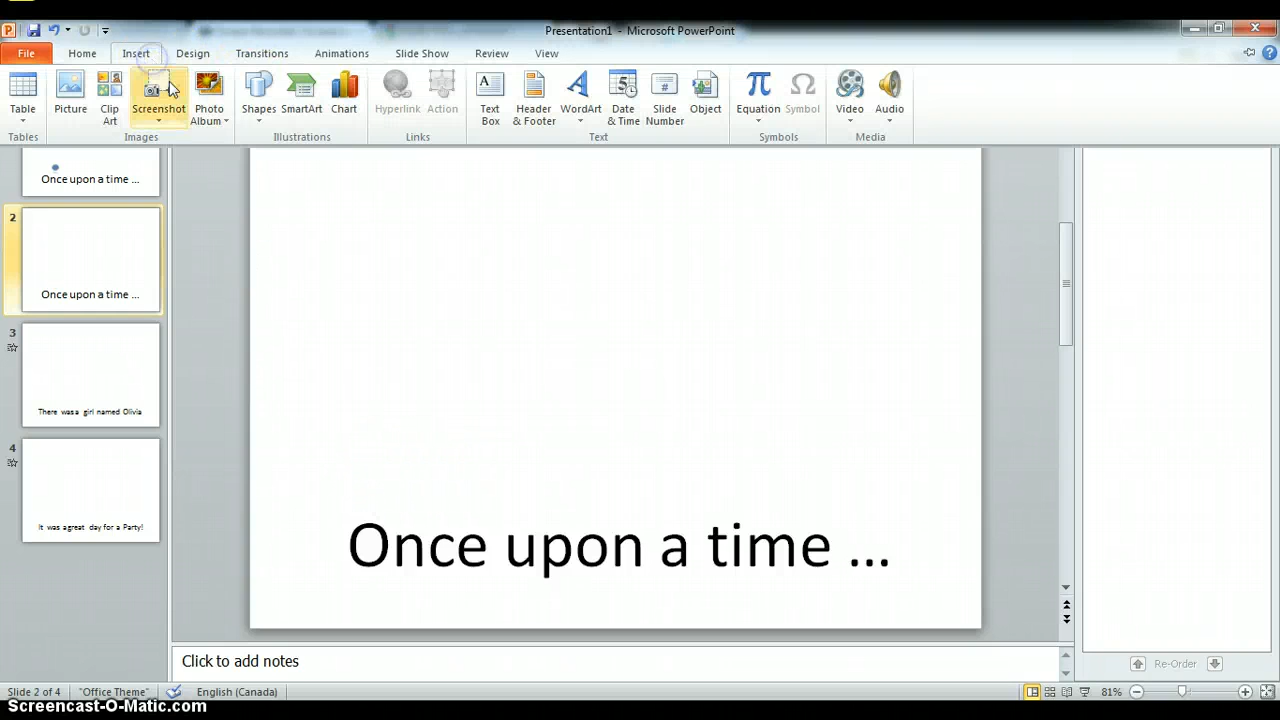 Presentation1 - Microsoft PowerPoint
File Home Insert Design Transitions Animations Slide Show Review View
Table Picture Clip Art Screenshot Photo Album Shapes SmartArt Chart Hyperlink Action Text Box Header & Footer WordArt Date & Time Slide Number Object Equation Symbol Video Audio
Tables Images Illustrations Links Text Symbols Media
Once upon a time ...
2
Once upon a time ...
3
There was a girl named Olivia
4
It was a great day for a Party!
Once upon a time ...
Click to add notes
Re-Order
Slide 2 of 4 "Office Theme" English (Canada) 81%
Screencast-O-Matic.com